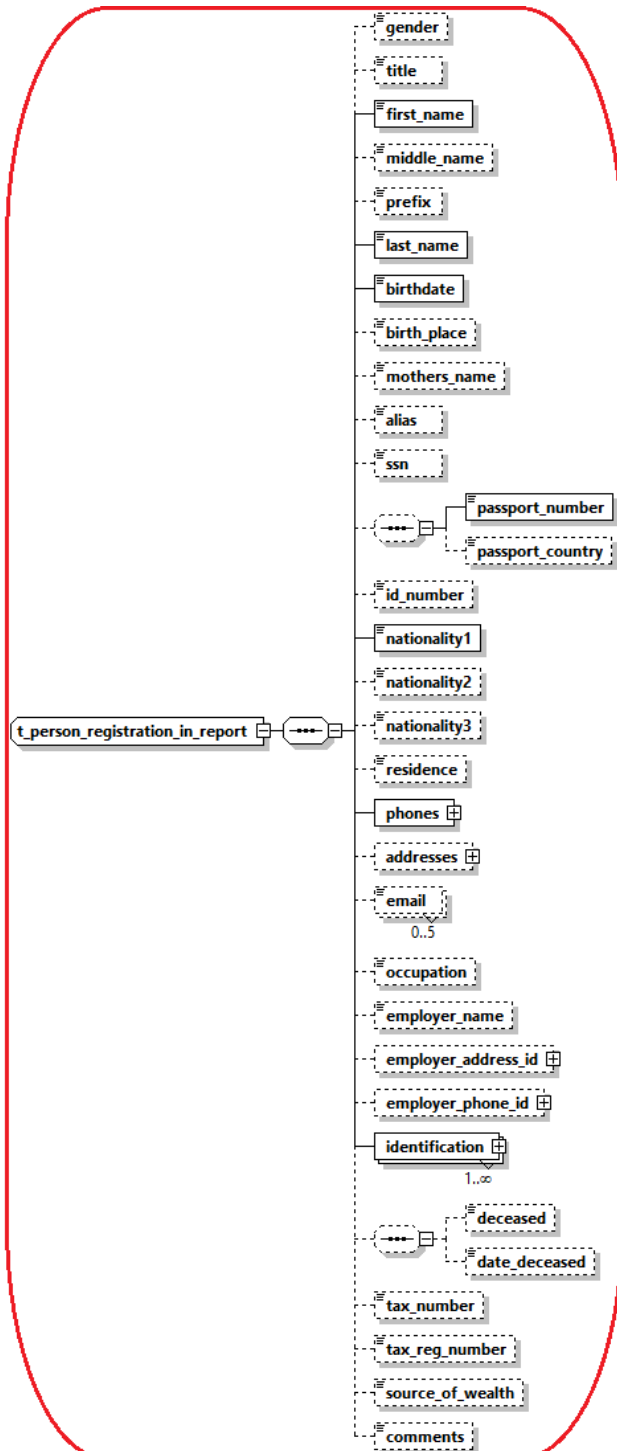 gender
title
first_name
middle_name
prefix
last_name
birthdate
birth_place
mothers_name
alias
ssn
passport_number
passport_country
id_number
nationality1
nationality2
nationality3
t_person_registration_in_report
residence
phones
addresses
email
0..5
occupation
employer_name
employer_address_id
employer_phone_id
identification
1..∞
deceased
date_deceased
tax_number
tax_reg_number
source_of_wealth
comments